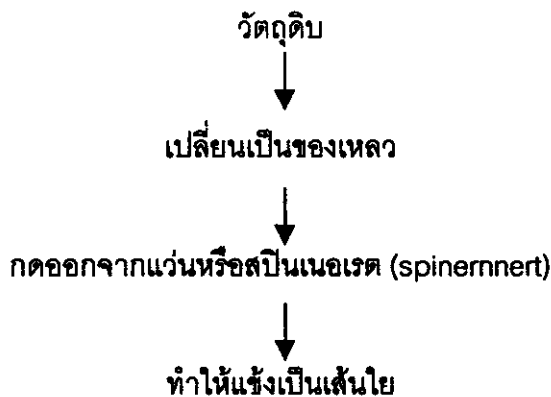 วัตถุดิบ
เปลี่ยนเป็นของเหลว
กดออกจากแว่นหรือสปินเนอเรต (spinernnert)
ทำให้แข้งเป็นเส้นใย